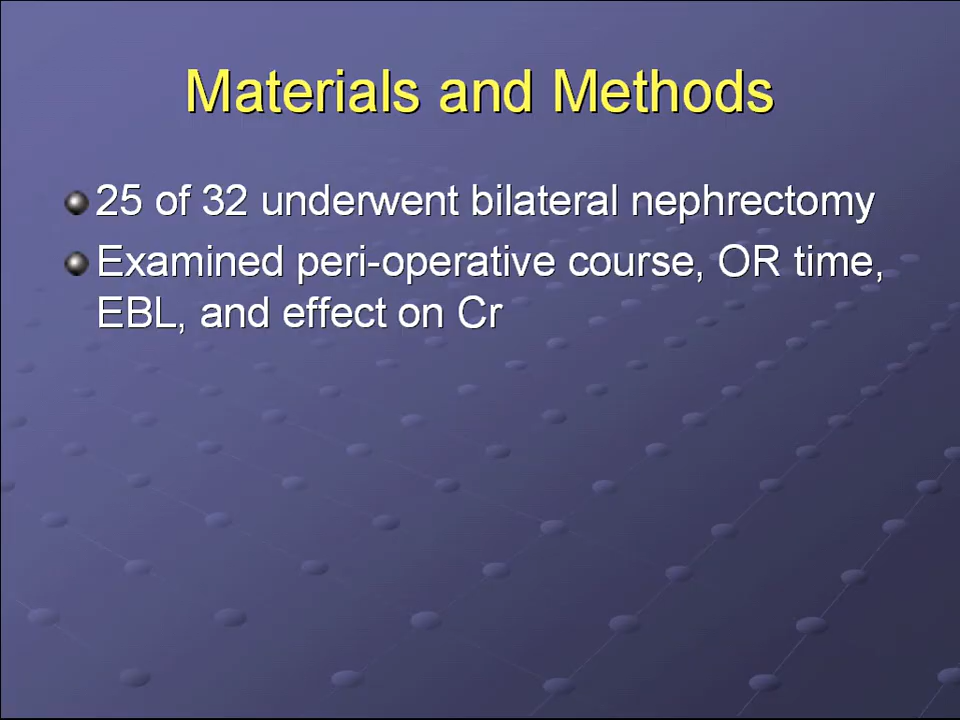 Materials and Methods
25 of 32 underwent bilateral nephrectomy
Examined peri-operative course, OR time,
EBL, and effect on Cr